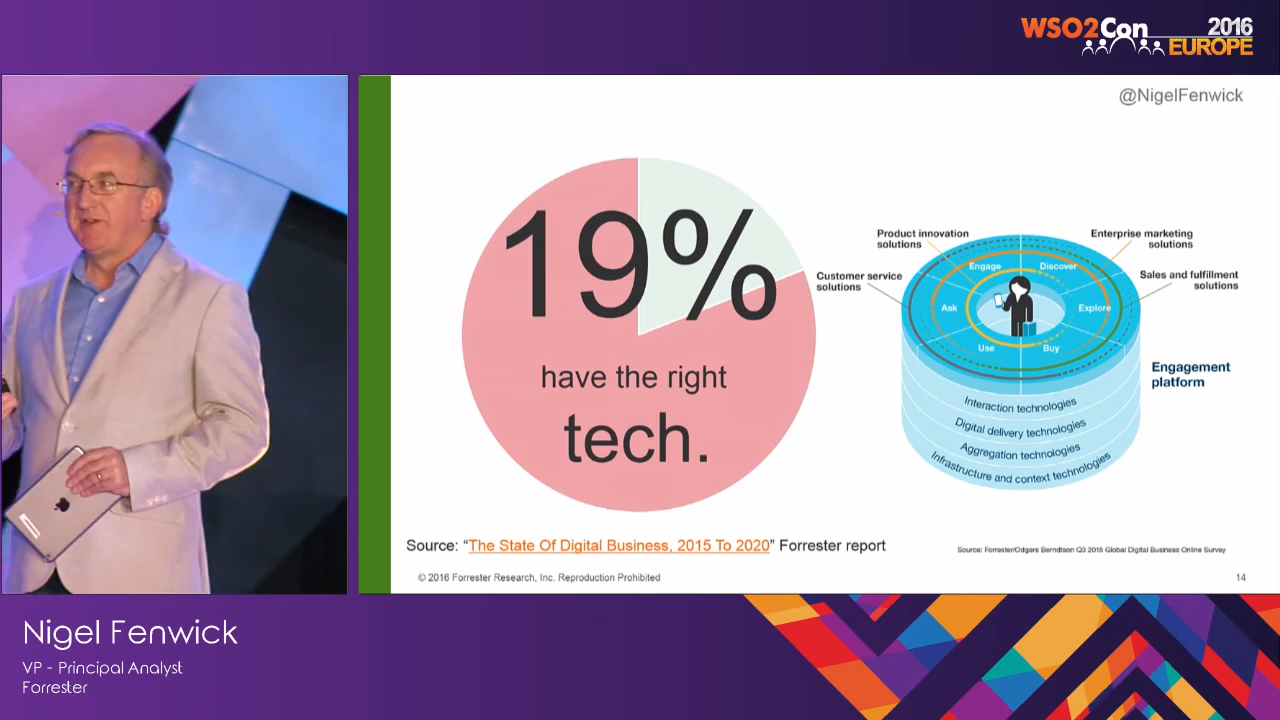 WSO2Con 2016
EUROPE
@NigelFenwick
19%
have the right
tech.
Product innovation
solutions
Enterprise marketing
solutions
Customer service
solutions
Sales and fulfillment
solutions
Engage
Discover
Ask
Explore
Use
Buy
Engagement
platform
Interaction technologies
Digital delivery technologies
Aggregation technologies
Infrastructure and context technologies
Source: “The State Of Digital Business, 2015 To 2020” Forrester report
Source: Forrester/Odgers Berndtson Q3 2015 Global Digital Business Online Survey
© 2016 Forrester Research, Inc. Reproduction Prohibited
14
Nigel Fenwick
VP - Principal Analyst
Forrester